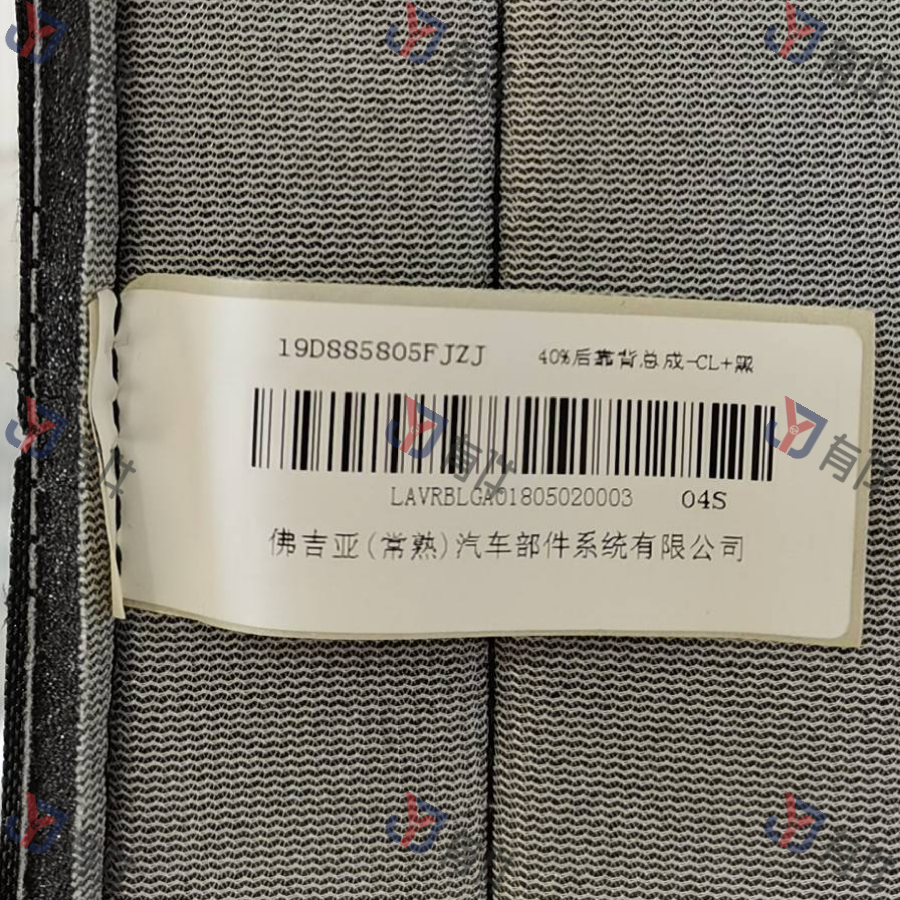 19D885805FJZJ 40%后靠背总成-CL+黑
LAVRBLGA01805020003 04S
佛吉亚(常熟)汽车部件系统有限公司